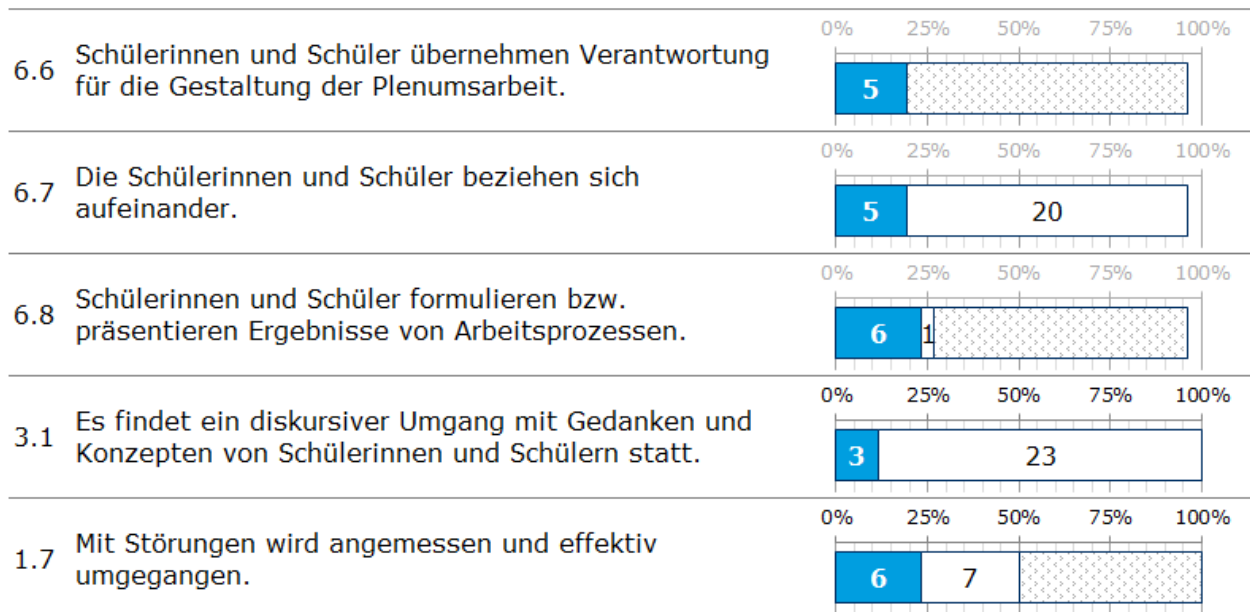 0% 25% 50% 75% 100%
6.6 Schülerinnen und Schüler übernehmen Verantwortung
für die Gestaltung der Plenumsarbeit.
5
0% 25% 50% 75% 100%
6.7 Die Schülerinnen und Schüler beziehen sich
aufeinander.
5 20
0% 25% 50% 75% 100%
6.8 Schülerinnen und Schüler formulieren bzw.
präsentieren Ergebnisse von Arbeitsprozessen.
6 1
0% 25% 50% 75% 100%
3.1 Es findet ein diskursiver Umgang mit Gedanken und
Konzepten von Schülerinnen und Schülern statt.
3 23
0% 25% 50% 75% 100%
1.7 Mit Störungen wird angemessen und effektiv
umgegangen.
6 7